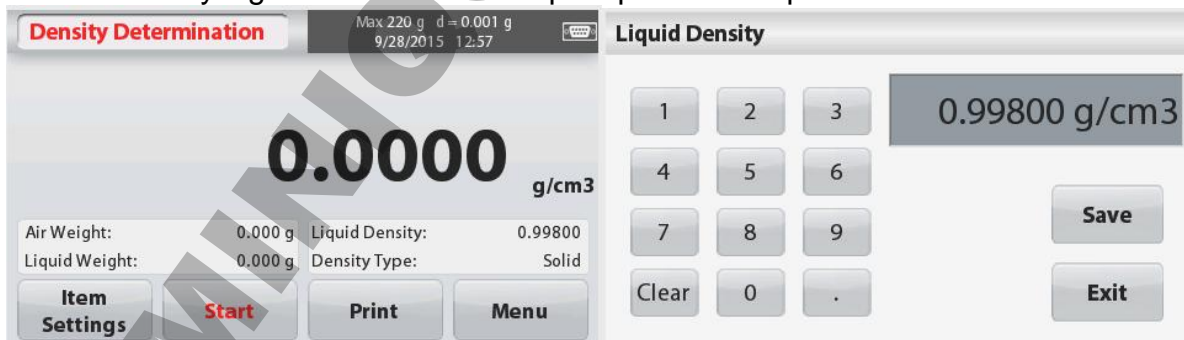 Density Determination
Max 220 g d=0.001 g
9/28/2015 12:57
0.0000
g/cm3
Air Weight: 0.000 g Liquid Density: 0.99800
Liquid Weight: 0.000 g Density Type: Solid
Item Settings
Start
Print
Menu
Liquid Density
0.99800 g/cm3
1 2 3
4 5 6
7 8 9
Clear 0 .
Save
Exit